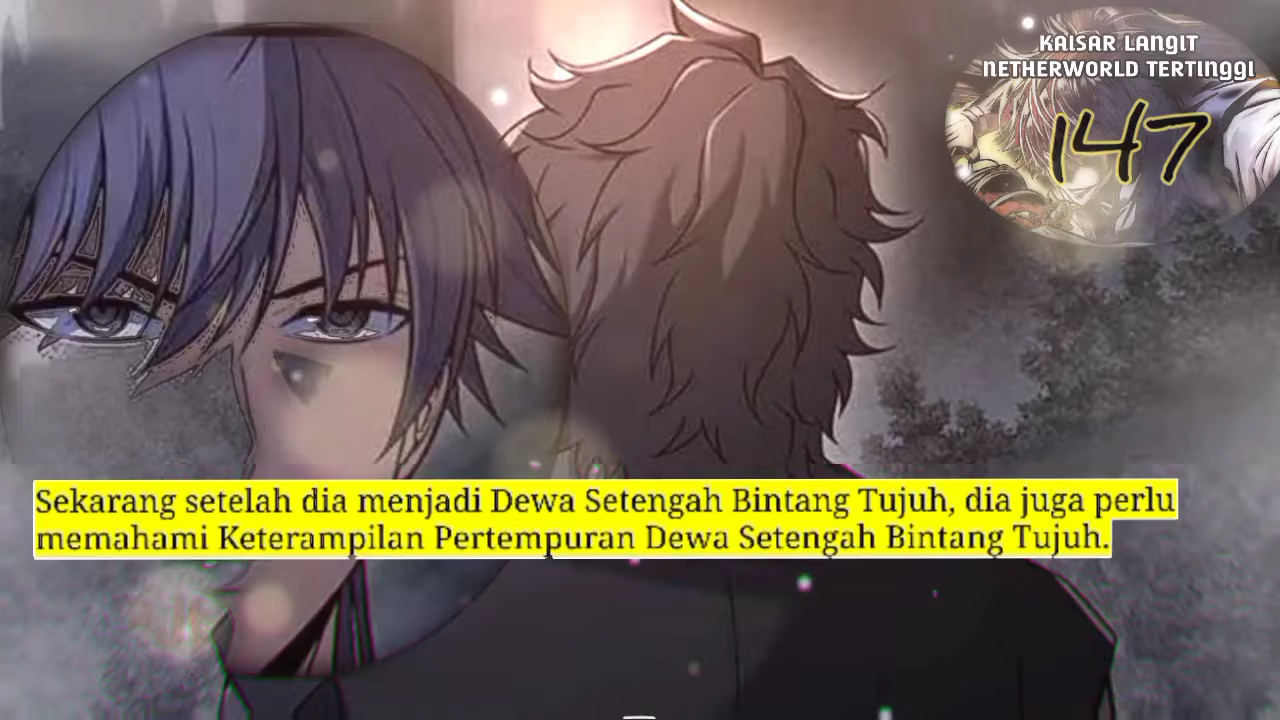 KAISAR LANGIT
NETHERWORLD TERTINGGI
147
Sekarang setelah dia menjadi Dewa Setengah Bintang Tujuh, dia juga perlu
memahami Keterampilan Pertempuran Dewa Setengah Bintang Tujuh.